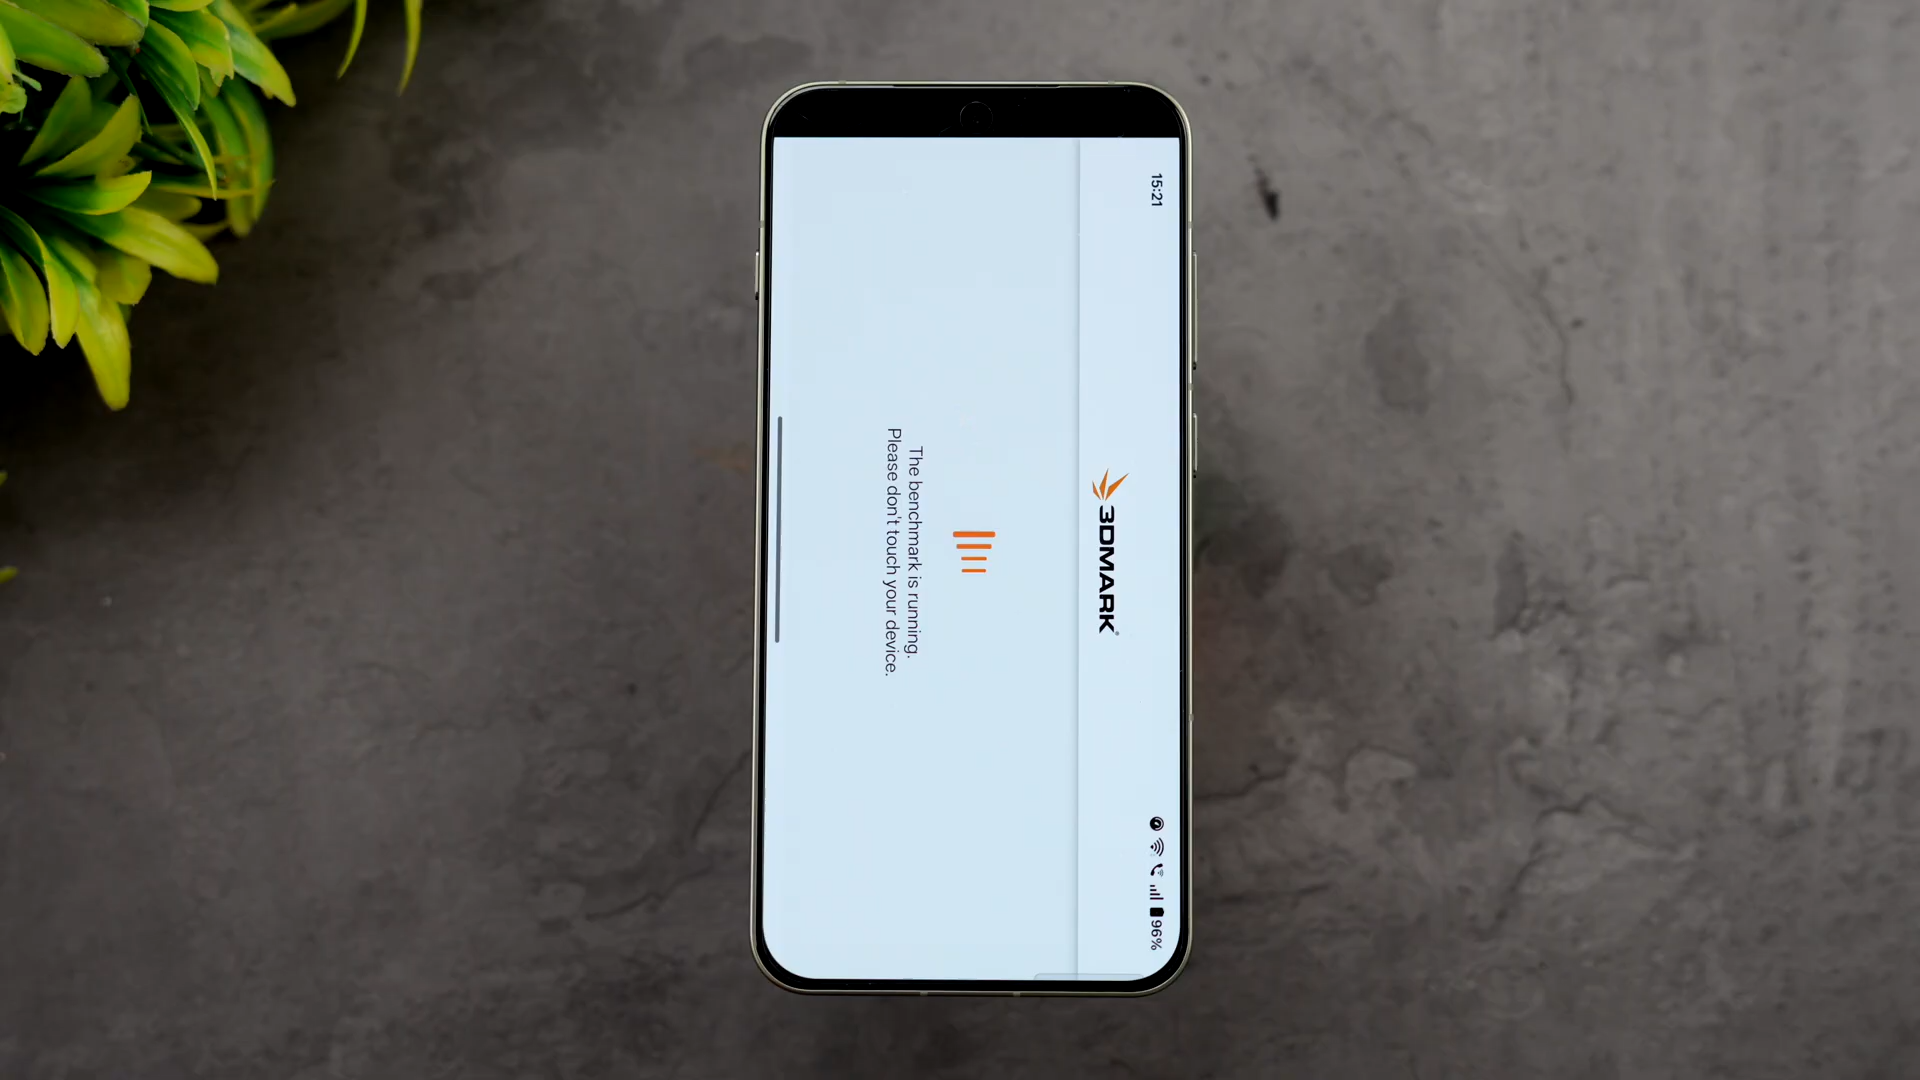 15:21
96%
3DMARK
The benchmark is running.
Please don't touch your device.